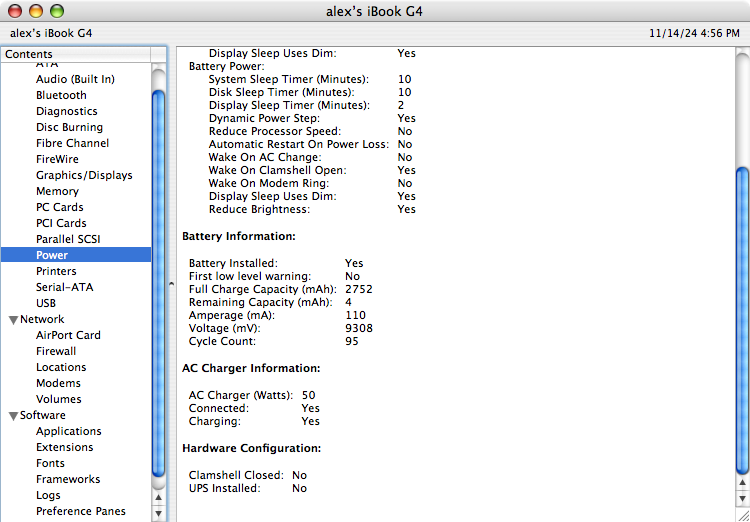 alex's iBook G4
alex's iBook G4 11/14/24 4:56 PM
Contents
ATA
Audio (Built In)
Bluetooth
Diagnostics
Disc Burning
Fibre Channel
FireWire
Graphics/Displays
Memory
PC Cards
PCI Cards
Parallel SCSI
Power
Printers
Serial-ATA
USB
Network
AirPort Card
Firewall
Locations
Modems
Volumes
Software
Applications
Extensions
Fonts
Frameworks
Logs
Preference Panes
Display Sleep Uses Dim: Yes
Battery Power:
System Sleep Timer (Minutes): 10
Disk Sleep Timer (Minutes): 10
Display Sleep Timer (Minutes): 2
Dynamic Power Step: Yes
Reduce Processor Speed: No
Automatic Restart On Power Loss: No
Wake On AC Change: No
Wake On Clamshell Open: Yes
Wake On Modem Ring: No
Display Sleep Uses Dim: Yes
Reduce Brightness: Yes
Battery Information:
Battery Installed: Yes
First low level warning: No
Full Charge Capacity (mAh): 2752
Remaining Capacity (mAh): 4
Amperage (mA): 110
Voltage (mV): 9308
Cycle Count: 95
AC Charger Information:
AC Charger (Watts): 50
Connected: Yes
Charging: Yes
Hardware Configuration:
Clamshell Closed: No
UPS Installed: No